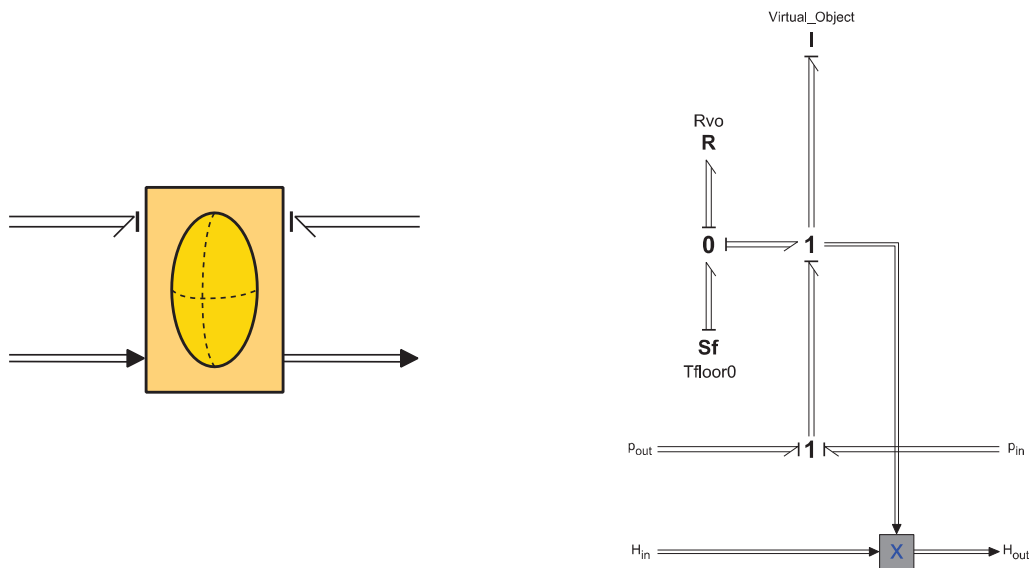 Virtual_Object
I
Rvo
R
0 1
Sf
Tfloor0
pout 1 pin
Hin X Hout